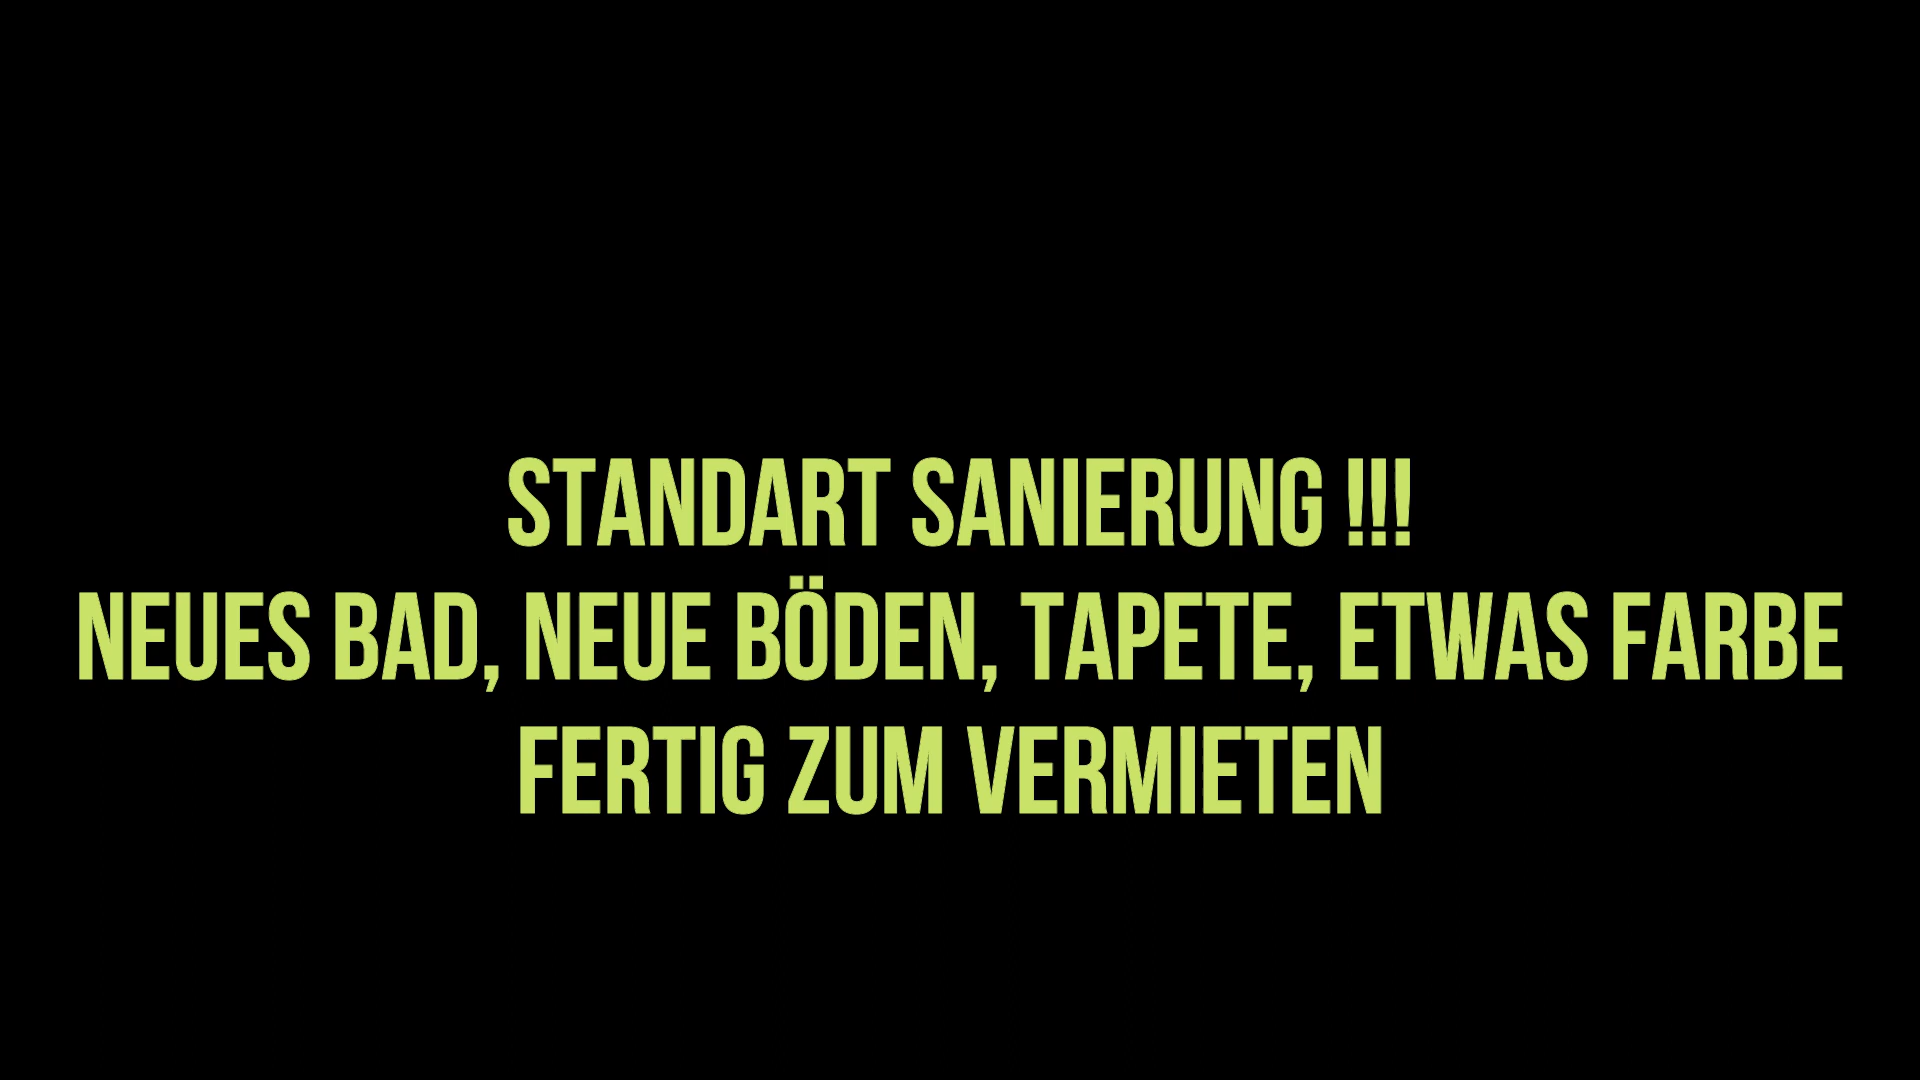 STANDART SANIERUNG !!!
NEUES BAD, NEUE BÖDEN, TAPETE, ETWAS FARBE
FERTIG ZUM VERMIETEN